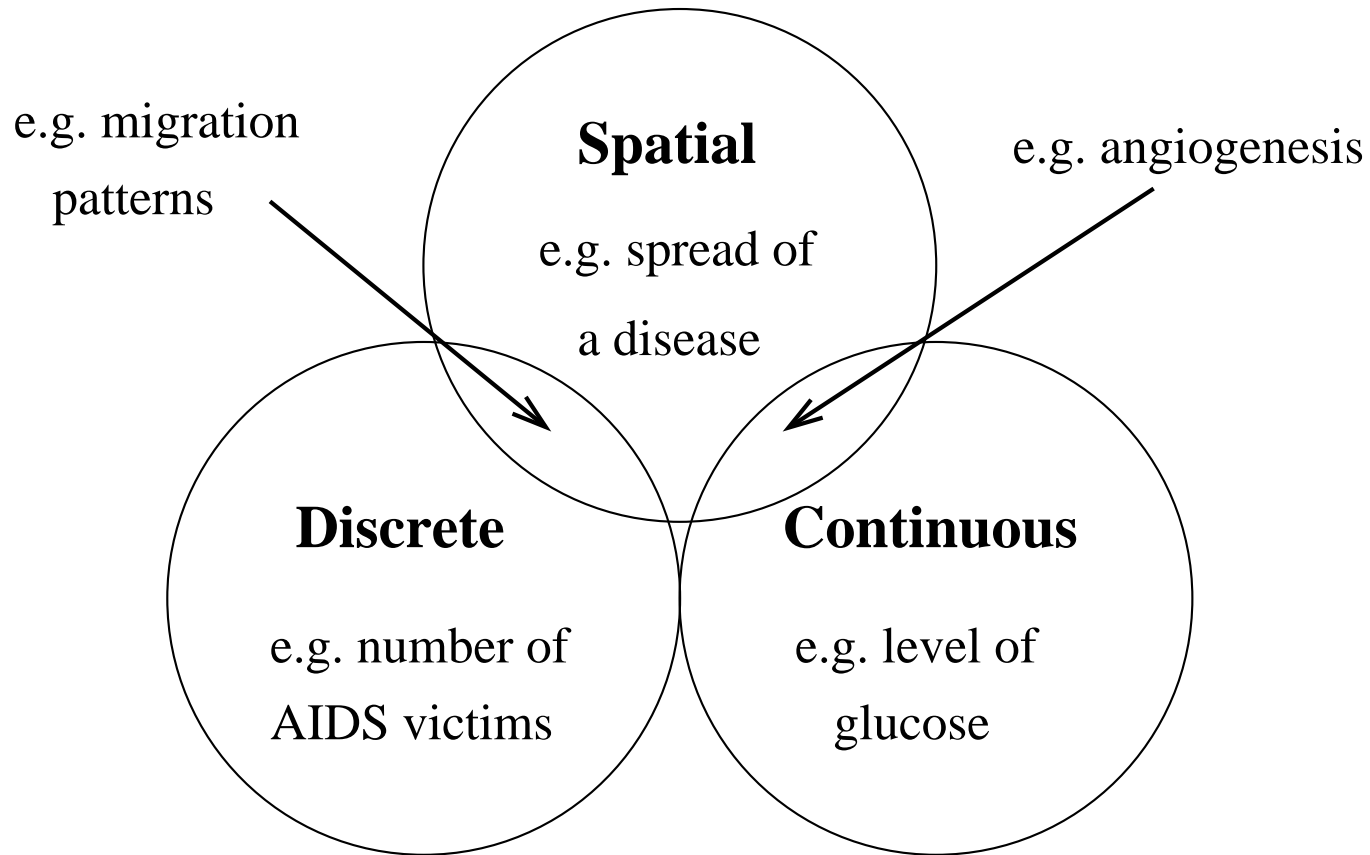 e.g. migration
patterns
Spatial
e.g. spread of
a disease
e.g. angiogenesis
Discrete
e.g. number of
AIDS victims
Continuous
e.g. level of
glucose